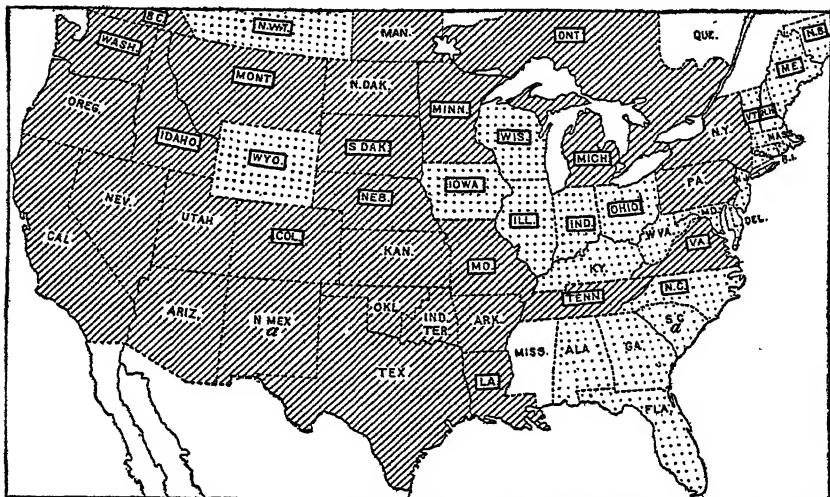 B.C.
N.W.T.
MAN.
ONT.
QUE.
N.B.
WASH.
MONT.
N.DAK.
MINN.
ME.
OREG.
IDAHO
WYO.
S.DAK.
WIS.
MICH.
N.Y.
VT.
N.H.
MASS.
R.I.
NEV.
UTAH
COL.
NEB.
IOWA
ILL.
IND.
OHIO
PA.
N.J.
MD.
DEL.
W.VA.
VA.
CAL.
KAN.
MO.
KY.
ARIZ.
N.MEX.
a
OKL.
IND.
TER.
ARK.
TENN.
N.C.
S.C.
a
TEX.
LA.
MISS.
ALA.
GA.
FLA.